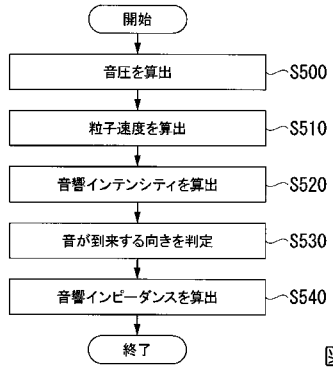 開始
音圧を算出 S500
粒子速度を算出 S510
音響インテンシティを算出 S520
音が到来する向きを判定 S530
音響インピーダンスを算出 S540
終了